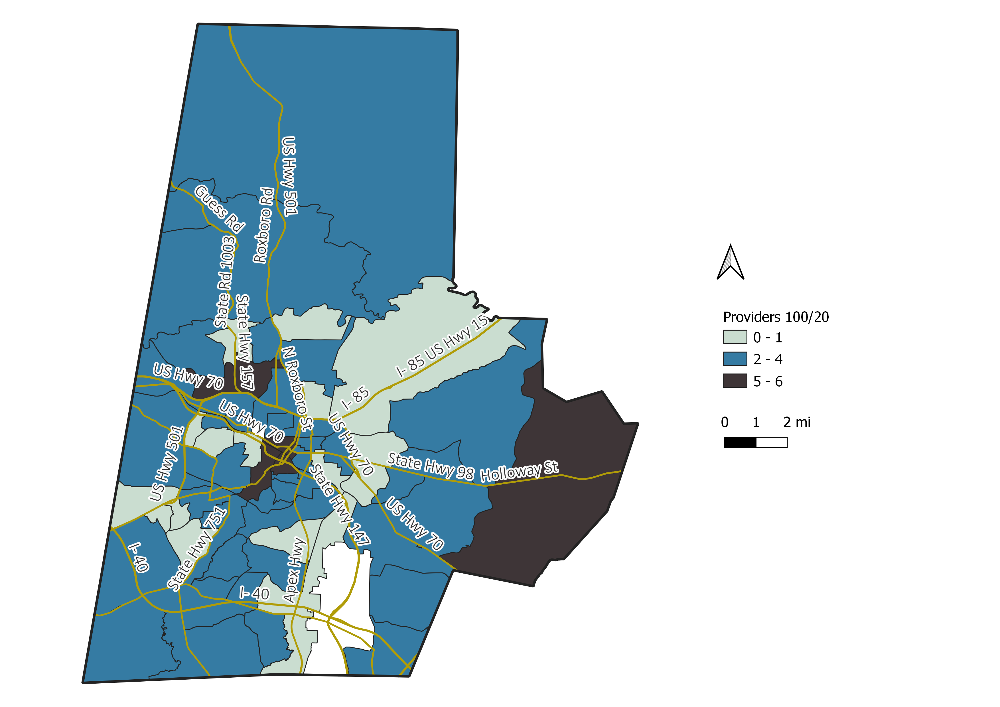 US Hwy 501
Guess Rd
Roxboro Rd
State Rd 1003
State Hwy 157
I- 85 US Hwy 15
N Roxboro St
US Hwy 70
I- 85
US Hwy 70
US Hwy 501
US Hwy 70
State Hwy 98
Holloway St
State Hwy 147
US Hwy 70
State Hwy 751
I- 40
Apex Hwy
I- 40
Providers 100/20
0 - 1
2 - 4
5 - 6
0 1 2 mi